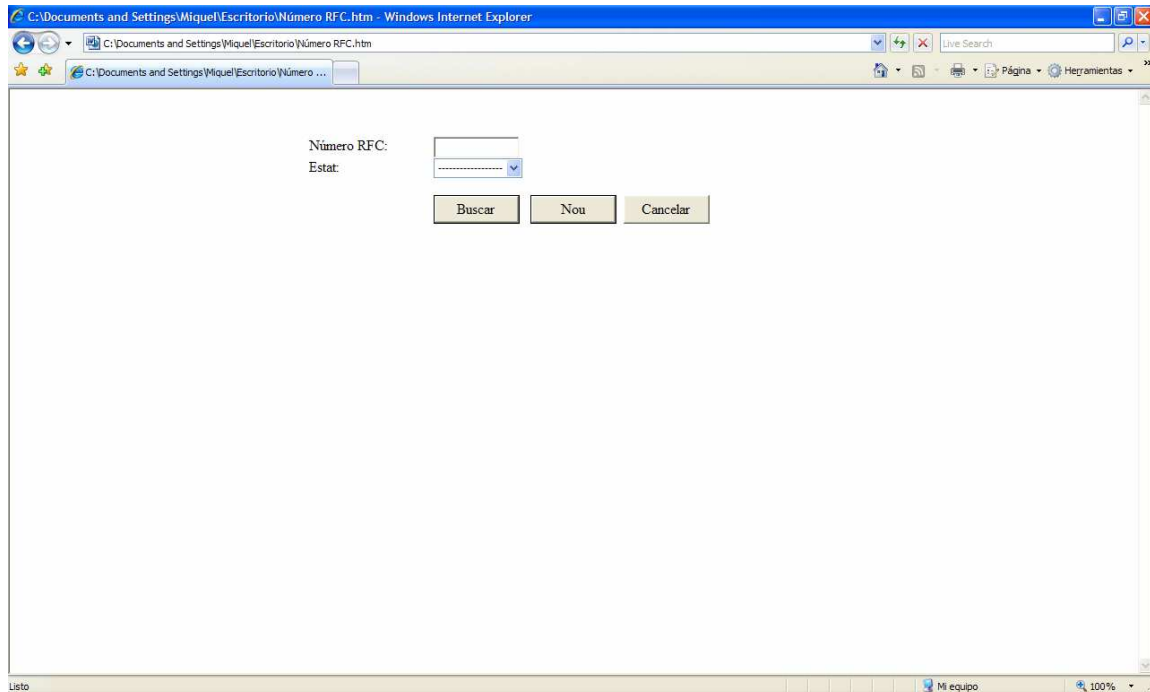 C:\Documents and Settings\Miquel\Escritorio\Número RFC.htm - Windows Internet Explorer
C:\Documents and Settings\Miquel\Escritorio\Número RFC.htm
Live Search
C:\Documents and Settings\Miquel\Escritorio\Número ...
Página
Herramientas
Número RFC:
Estat:
------------------
Buscar
Nou
Cancelar
Listo
Mi equipo
100%